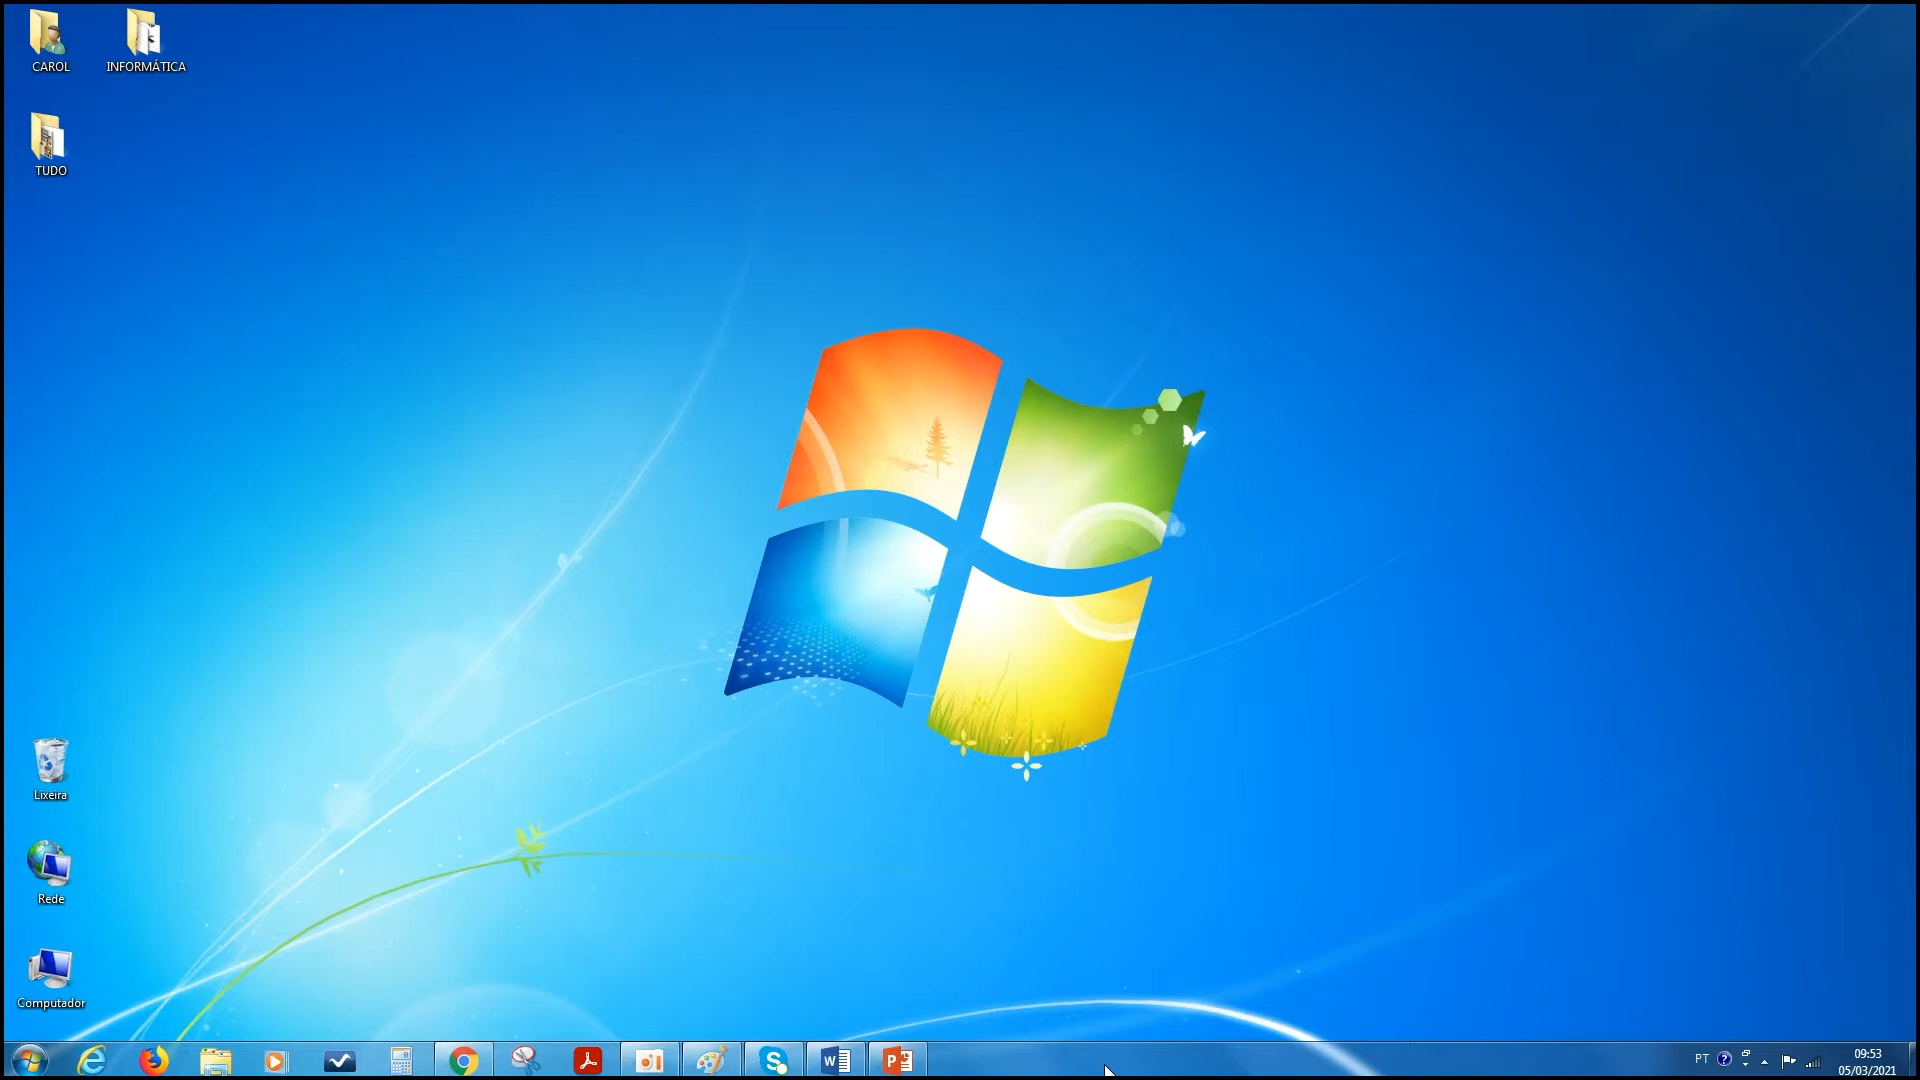 CAROL
INFORMÁTICA
TUDO
Lixeira
Rede
Computador
PT
09:53
05/03/2021